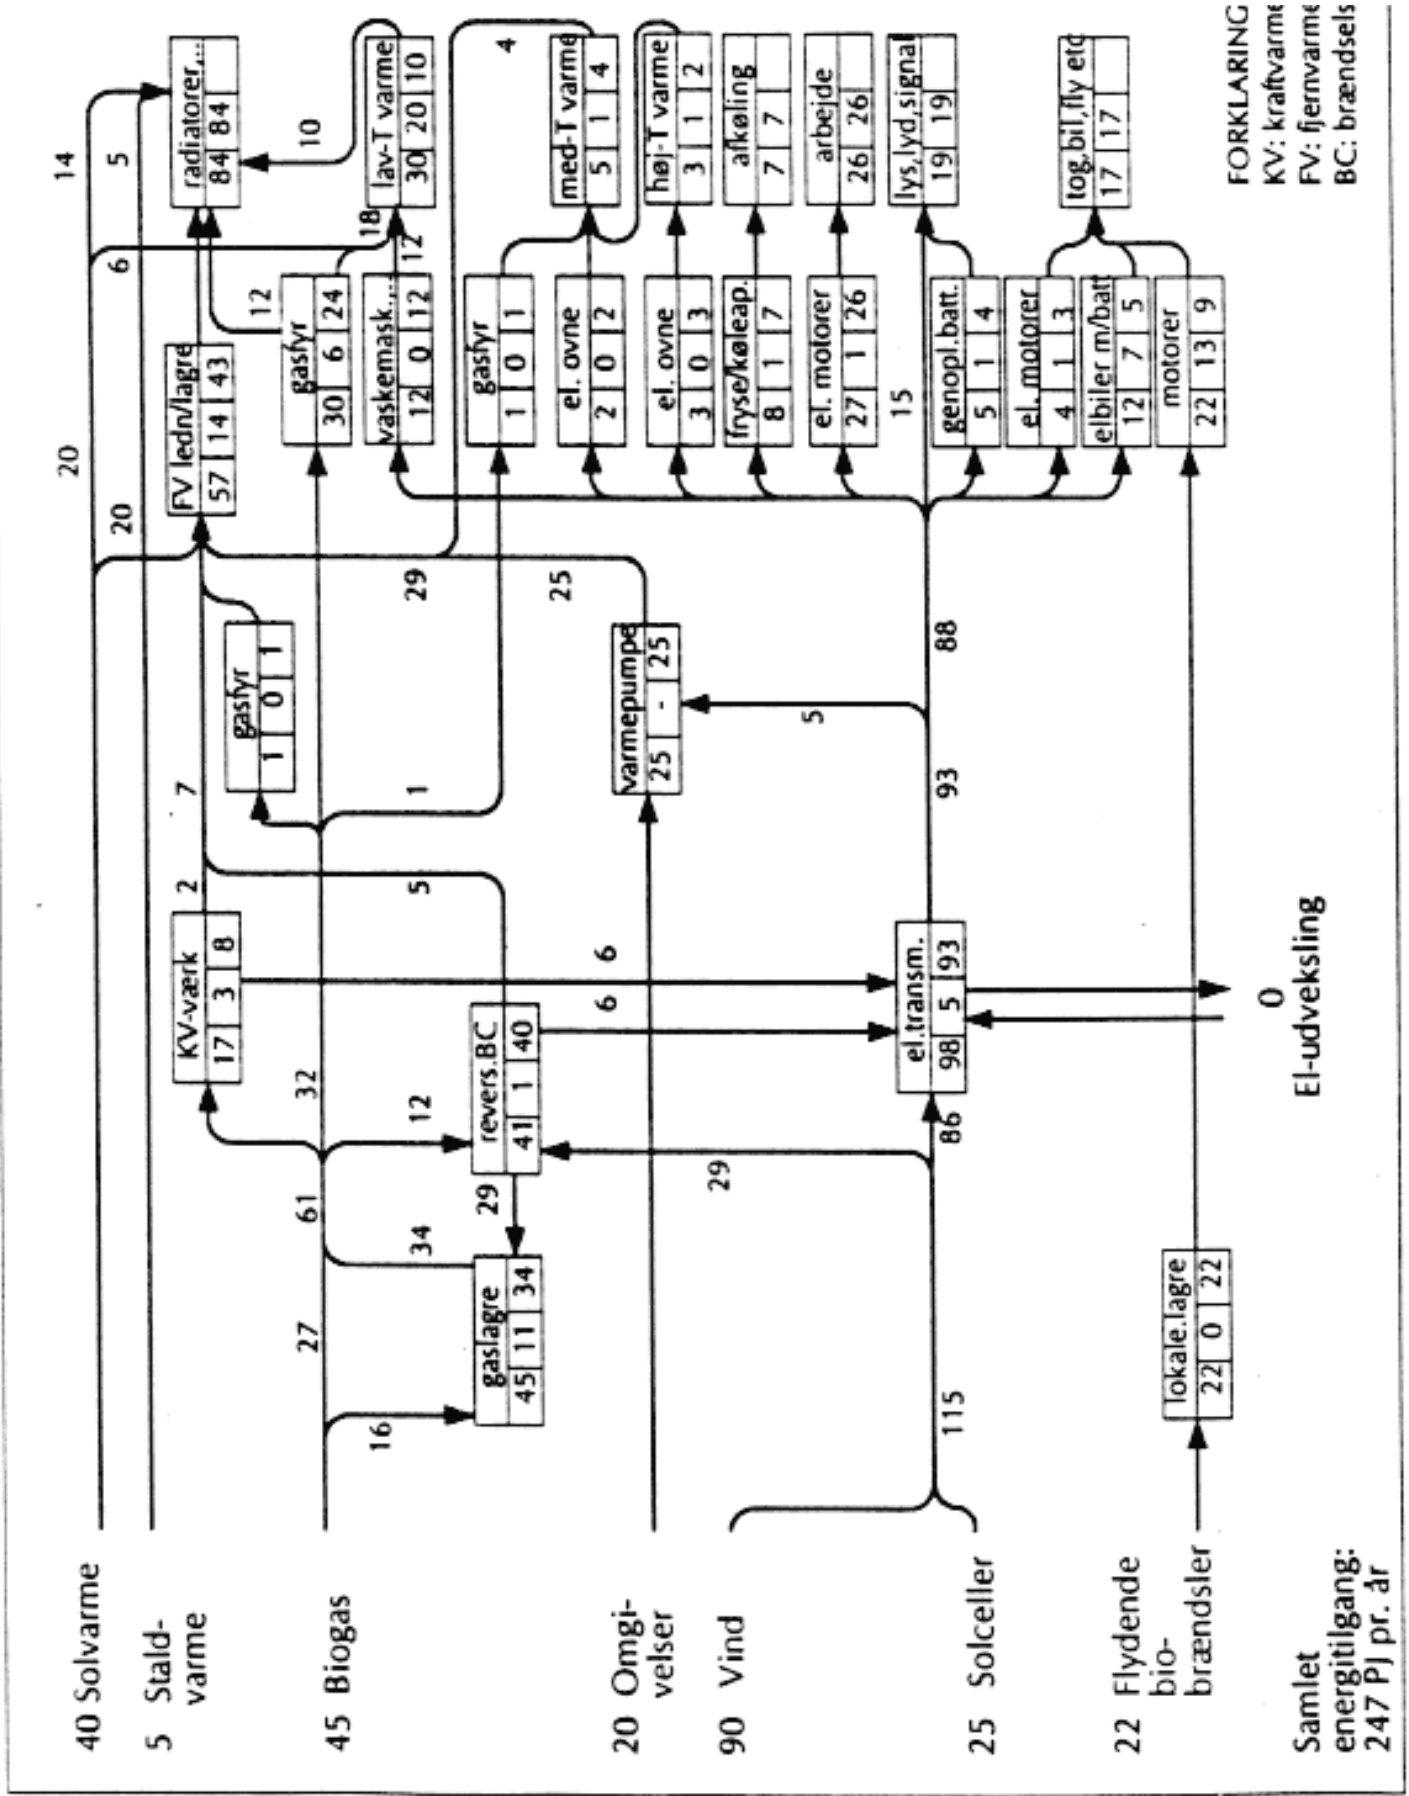 40 Solvarme
5 Stald-
varme
45 Biogas
20 Omgi-
velser
90 Vind
25 Solceller
22 Flydende
bio-
brændsler
Samlet
energitilgang:
247 PJ pr. år
16
27
34
61
gaslagre
45 11 34
29
12
32
revers.BC
41 1 40
KV-værk
17 3 8
2
7
5
6
6
1
gasfyr
1 0 1
115
29
86
el.transm.
98 5 93
0
El-udveksling
lokale.lagre
22 0 22
93
5
88
varmepumpe
25 - 25
25
29
20
20
FV ledn/lagre
57 14 43
gasfyr
30 6 24
12
vaskemask.,..
12 0 12
gasfyr
1 0 1
el. ovne
2 0 2
el. ovne
3 0 3
fryse/køleap.
8 1 7
el. motorer
27 1 26
15
genopl.batt.
5 1 4
el.motorer
4 1 3
elbiler m/batt
12 7 5
motorer
22 13 9
6
18
12
14
5
10
4
radiatorer,..
84 84
lav-T varme
30 20 10
med-T varme
5 1 4
høj-T varme
3 1 2
afkøling
7 7
arbejde
26 26
lys,lyd,signal
19 19
tog,bil,fly etc
17 17
FORKLARING
KV: kraftvarme
FV: fjernvarme
BC: brændsels